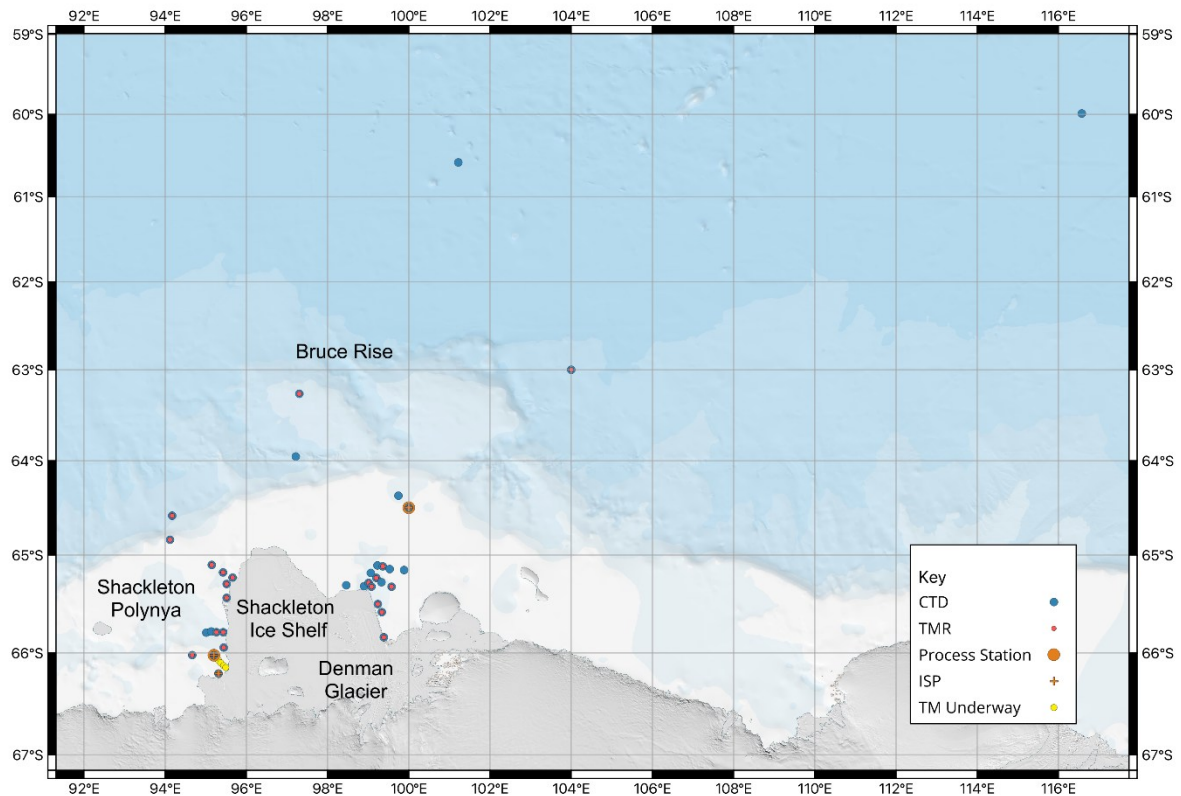 92°E 94°E 96°E 98°E 100°E 102°E 104°E 106°E 108°E 110°E 112°E 114°E 116°E
59°S 59°S
60°S 60°S
61°S 61°S
62°S 62°S
Bruce Rise
63°S 63°S
64°S 64°S
65°S 65°S
Shackleton
Polynya
Shackleton
Ice Shelf
Denman
Glacier
66°S 66°S
Key
CTD
TMR
Process Station
ISP
TM Underway
67°S 67°S
92°E 94°E 96°E 98°E 100°E 102°E 104°E 106°E 108°E 110°E 112°E 114°E 116°E